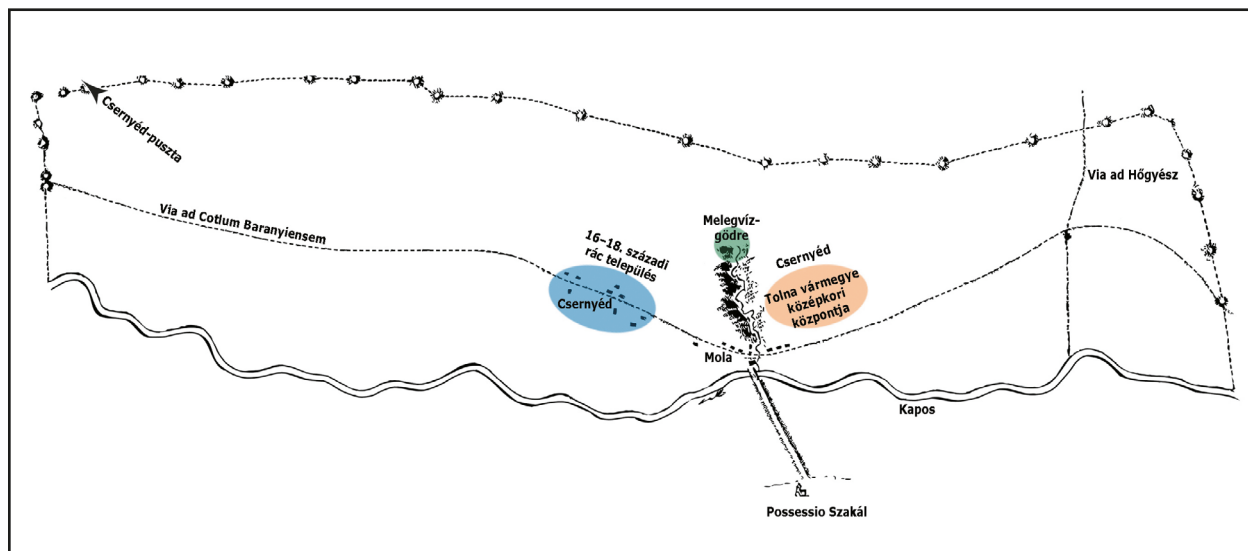 Csernyéd-puszta
Via ad Hőgyész
Via ad Cotlum Baranyiensem
Melegvíz-
gödre
16–18. századi
rác település
Csernyéd
Csernyéd
Tolna vármegye
középkori
központja
Mola
Kapos
Possessio Szakál